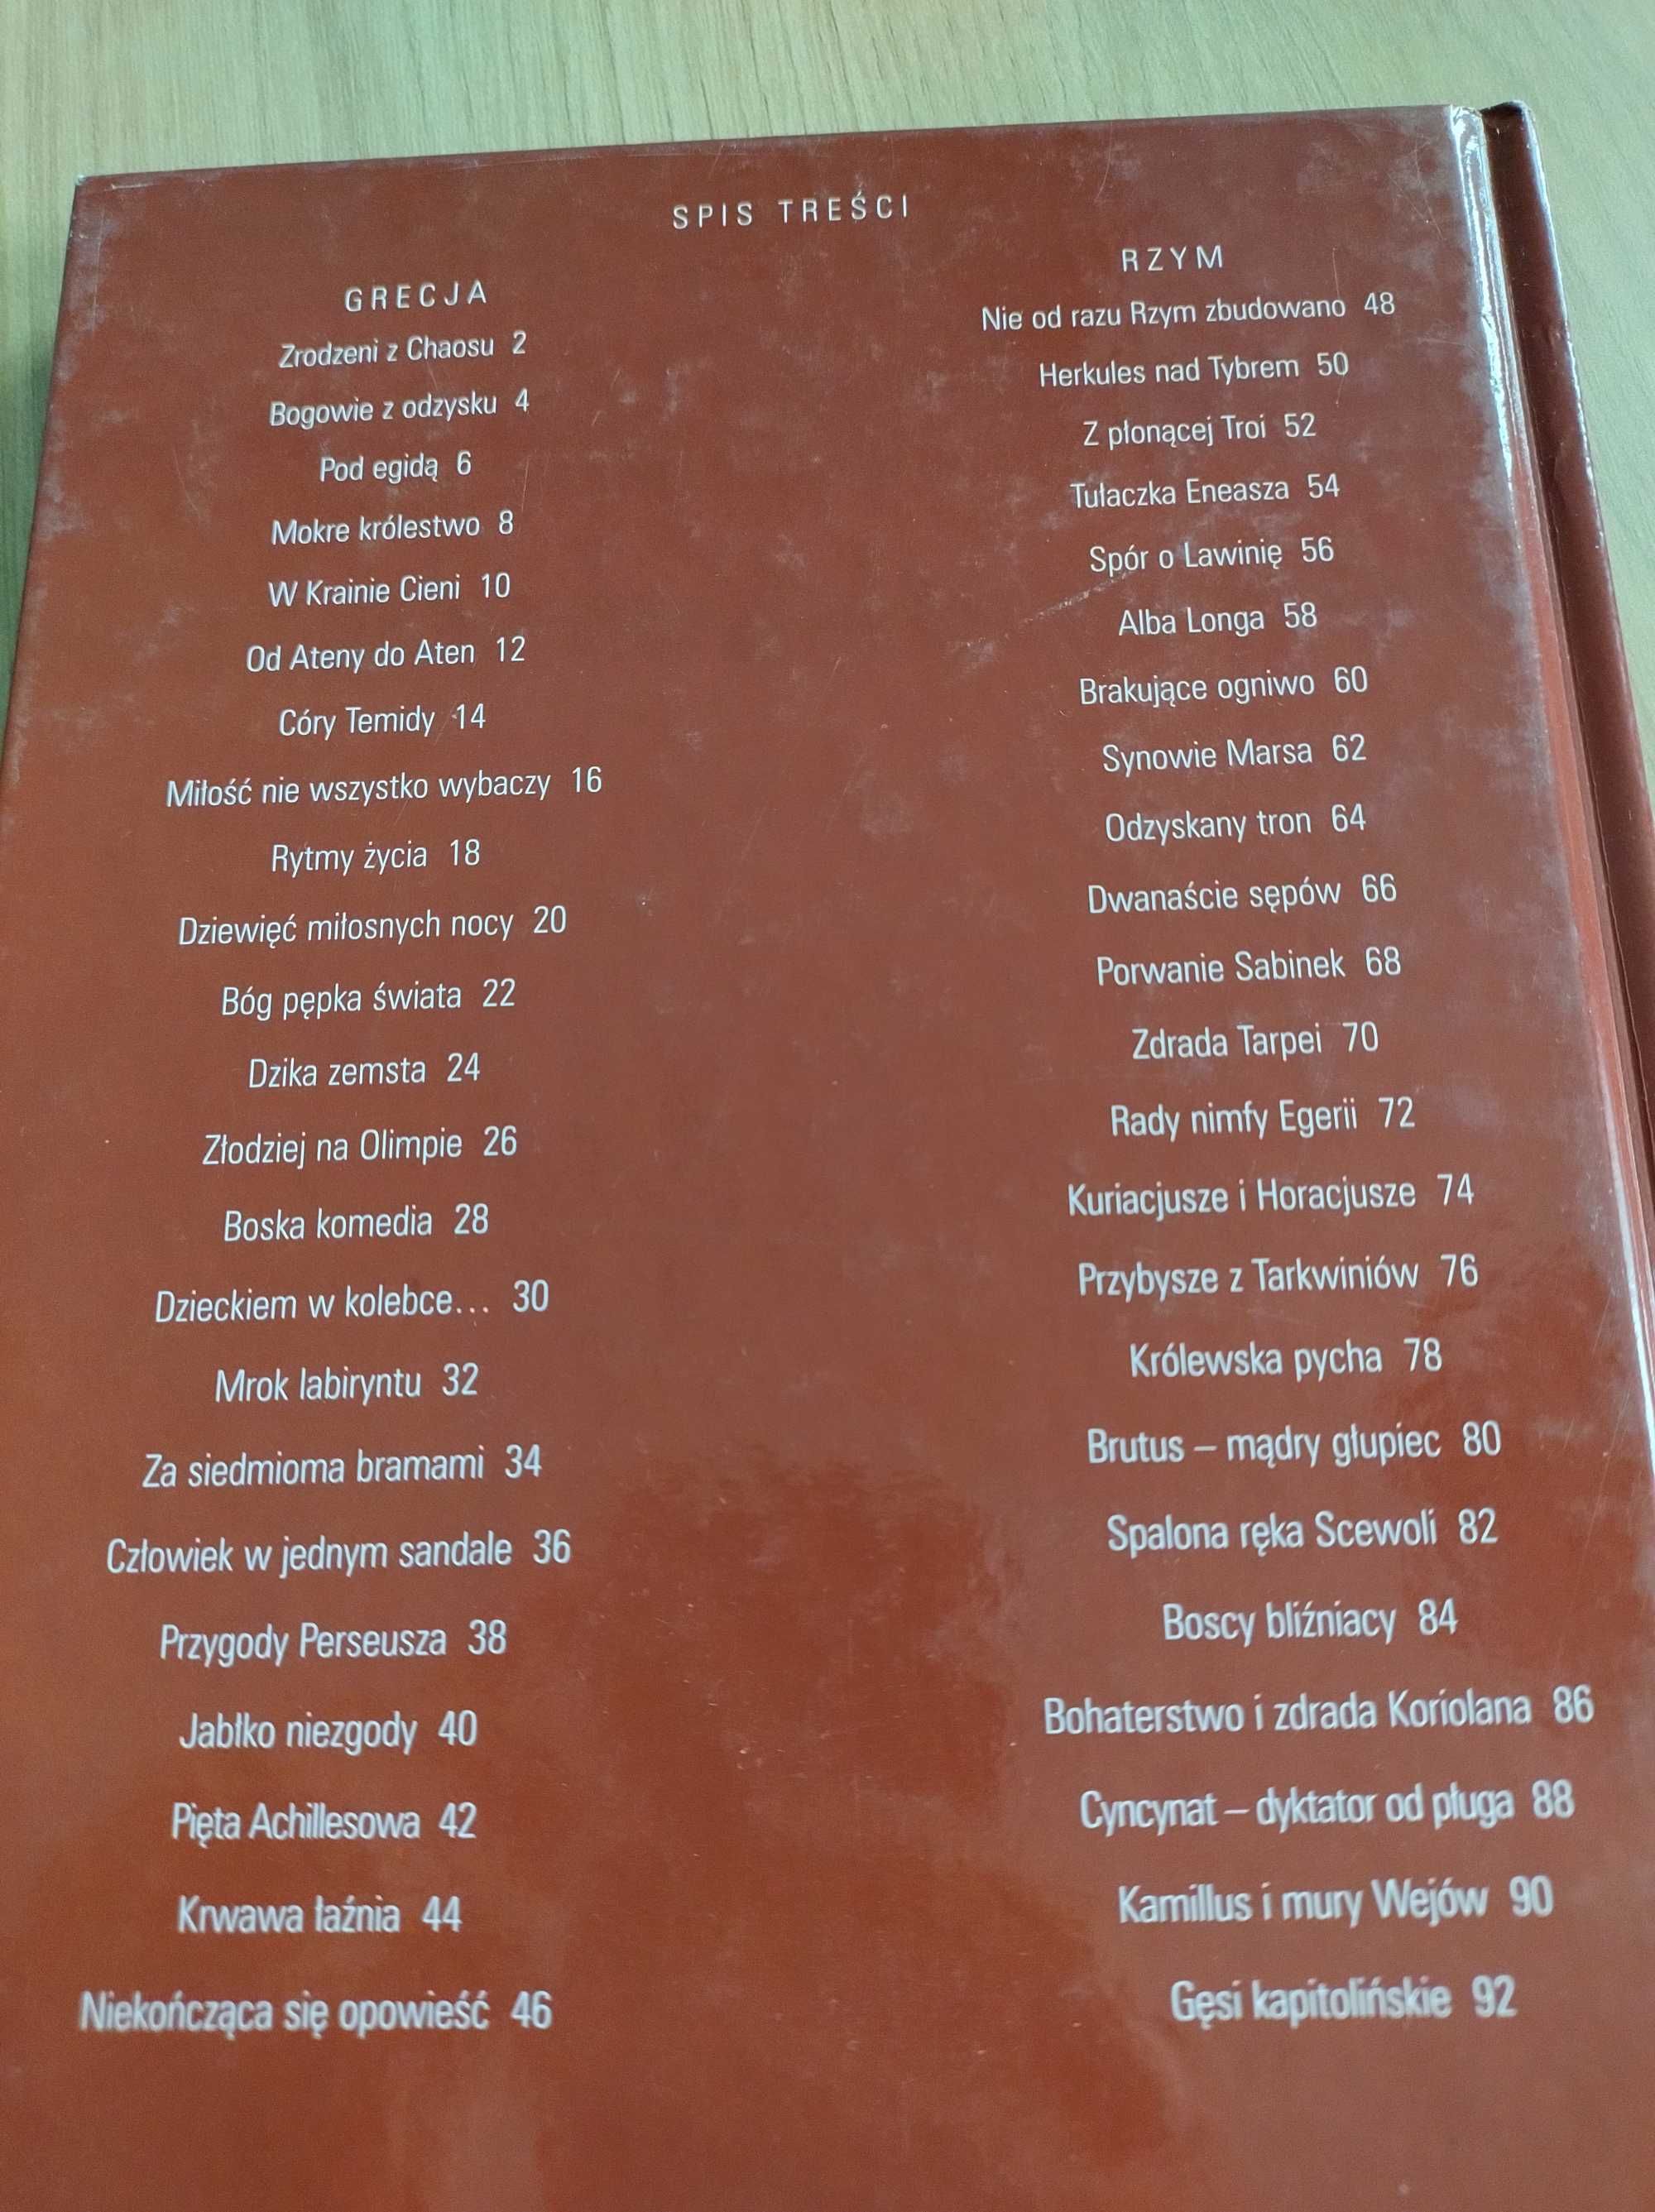 SPIS TREŚCI
GRECJA
Zrodzeni z Chaosu 2
Bogowie z odzysku 4
Pod egidą 6
Mokre królestwo 8
W Krainie Cieni 10
Od Ateny do Aten 12
Córy Temidy 14
Miłość nie wszystko wybaczy 16
Rytmy życia 18
Dziewięć miłosnych nocy 20
Bóg pępka świata 22
Dzika zemsta 24
Złodziej na Olimpie 26
Boska komedia 28
Dzieckiem w kolebce... 30
Mrok labiryntu 32
Za siedmioma bramami 34
Człowiek w jednym sandale 36
Przygody Perseusza 38
Jabłko niezgody 40
Pięta Achillesowa 42
Krwawa łaźnia 44
Niekończąca się opowieść 46
RZYM
Nie od razu Rzym zbudowano 48
Herkules nad Tybrem 50
Z płonącej Troi 52
Tułaczka Eneasza 54
Spór o Lawinię 56
Alba Longa 58
Brakujące ogniwo 60
Synowie Marsa 62
Odzyskany tron 64
Dwanaście sępów 66
Porwanie Sabinek 68
Zdrada Tarpei 70
Rady nimfy Egerii 72
Kuriacjusze i Horacjusze 74
Przybysze z Tarkwiniów 76
Królewska pycha 78
Brutus – mądry głupiec 80
Spalona ręka Scewoli 82
Boscy bliźniacy 84
Bohaterstwo i zdrada Koriolana 86
Cyncynat – dyktator od pługa 88
Kamillus i mury Wejów 90
Gęsi kapitolińskie 92